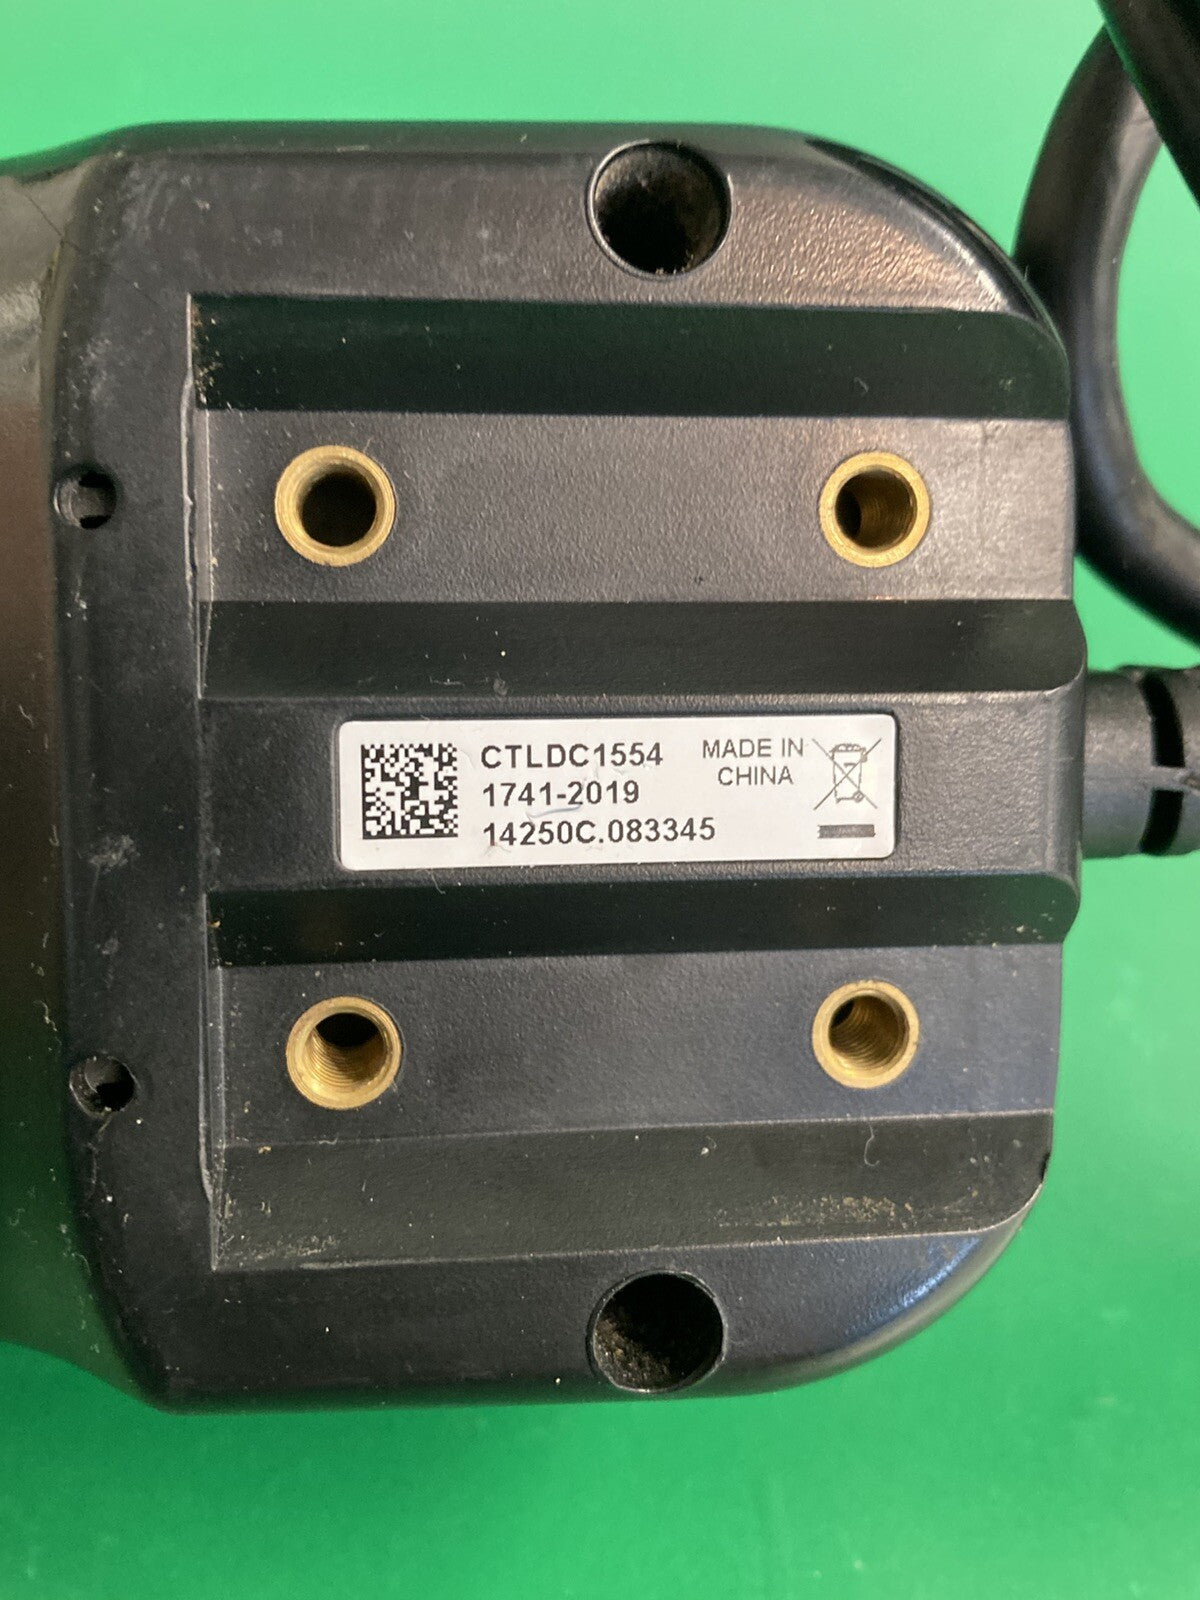 CTLDC1554
1741-2019
14250C.083345
MADE IN
CHINA